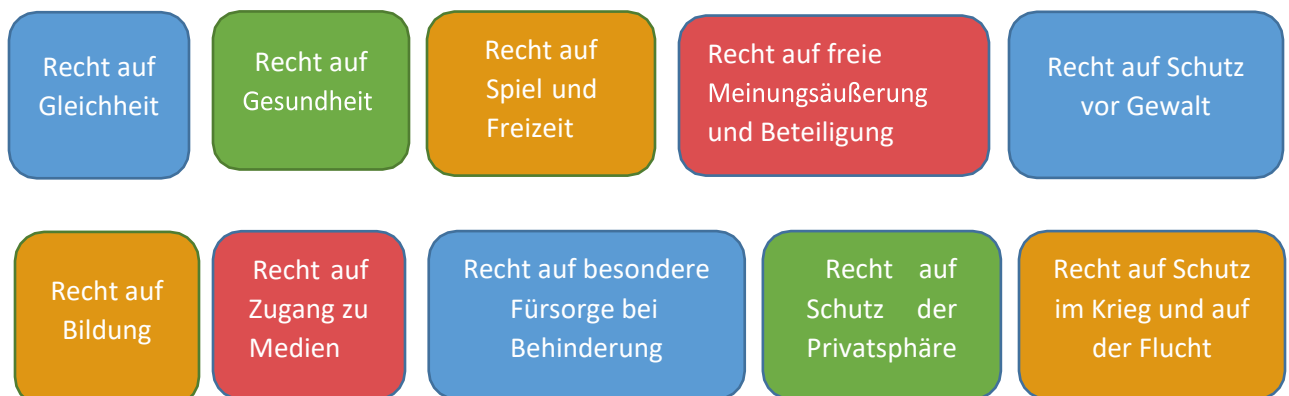 Recht auf
Gleichheit
Recht auf
Gesundheit
Recht auf
Spiel und
Freizeit
Recht auf freie
Meinungsäußerung
und Beteiligung
Recht auf Schutz
vor Gewalt
Recht auf
Bildung
Recht auf
Zugang zu
Medien
Recht auf besondere
Fürsorge bei
Behinderung
Recht auf
Schutz der
Privatsphäre
Recht auf Schutz
im Krieg und auf
der Flucht